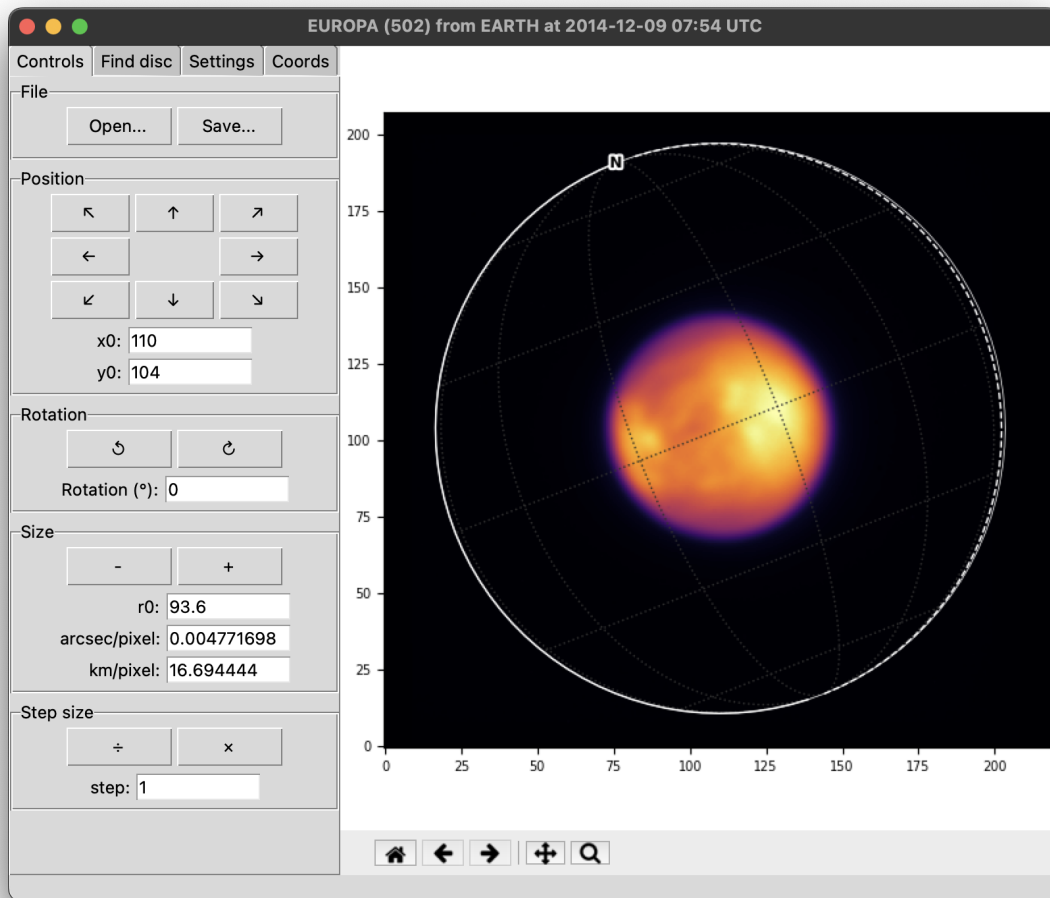 EUROPA (502) from EARTH at 2014-12-09 07:54 UTC
Controls Find disc Settings Coords
File
Open... Save...
Position
↖ ↑ ↗
← →
↙ ↓ ↘
x0: 110
y0: 104
Rotation
↺ ↻
Rotation (°): 0
Size
- +
r0: 93.6
arcsec/pixel: 0.004771698
km/pixel: 16.694444
Step size
÷ ×
step: 1
200
175
150
125
100
75
50
25
0
N
0 25 50 75 100 125 150 175 200